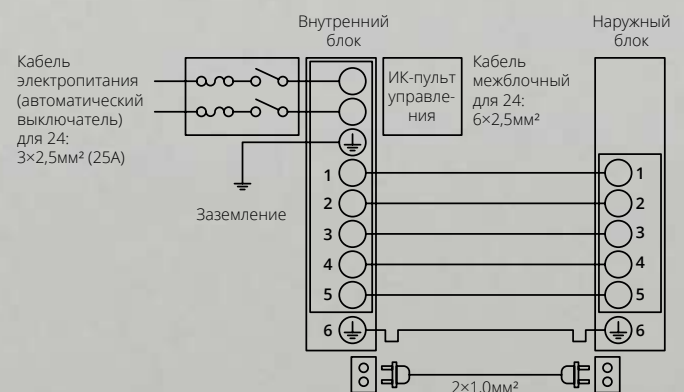 Внутренний
блок
Наружный
блок
Кабель
электропитания
(автоматический
выключатель)
для 24:
3×2,5мм² (25А)
ИК-пульт
управле-
ния
Кабель
межблочный
для 24:
6×2,5мм²
Заземление
1
2
3
4
5
6
1
2
3
4
5
6
2×1,0мм²